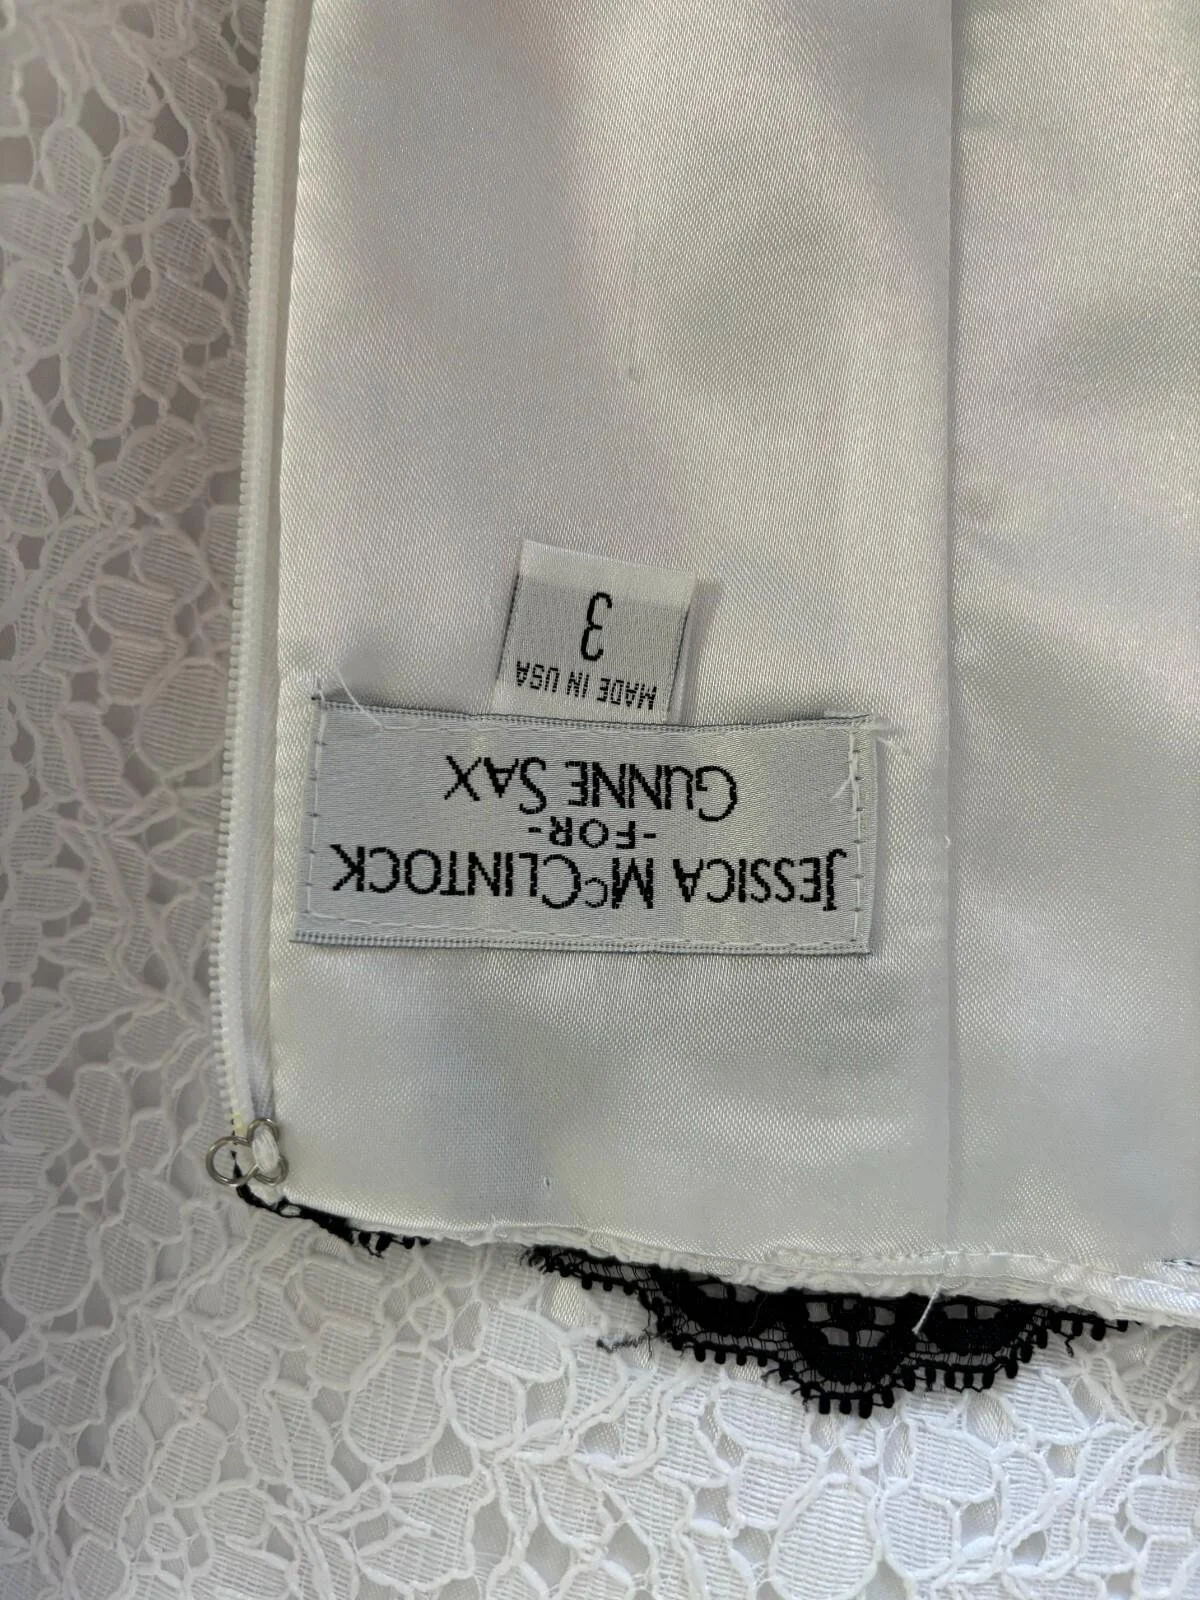 JESSICA McCLINTOCK
-FOR-
GUNNE SAX
MADE IN USA
3